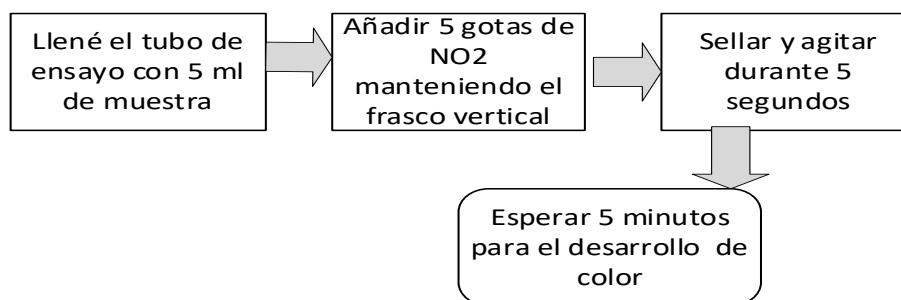 Llené el tubo de
ensayo con 5 ml
de muestra
Añadir 5 gotas de
NO2
manteniendo el
frasco vertical
Sellar y agitar
durante 5
segundos
Esperar 5 minutos
para el desarrollo de
color